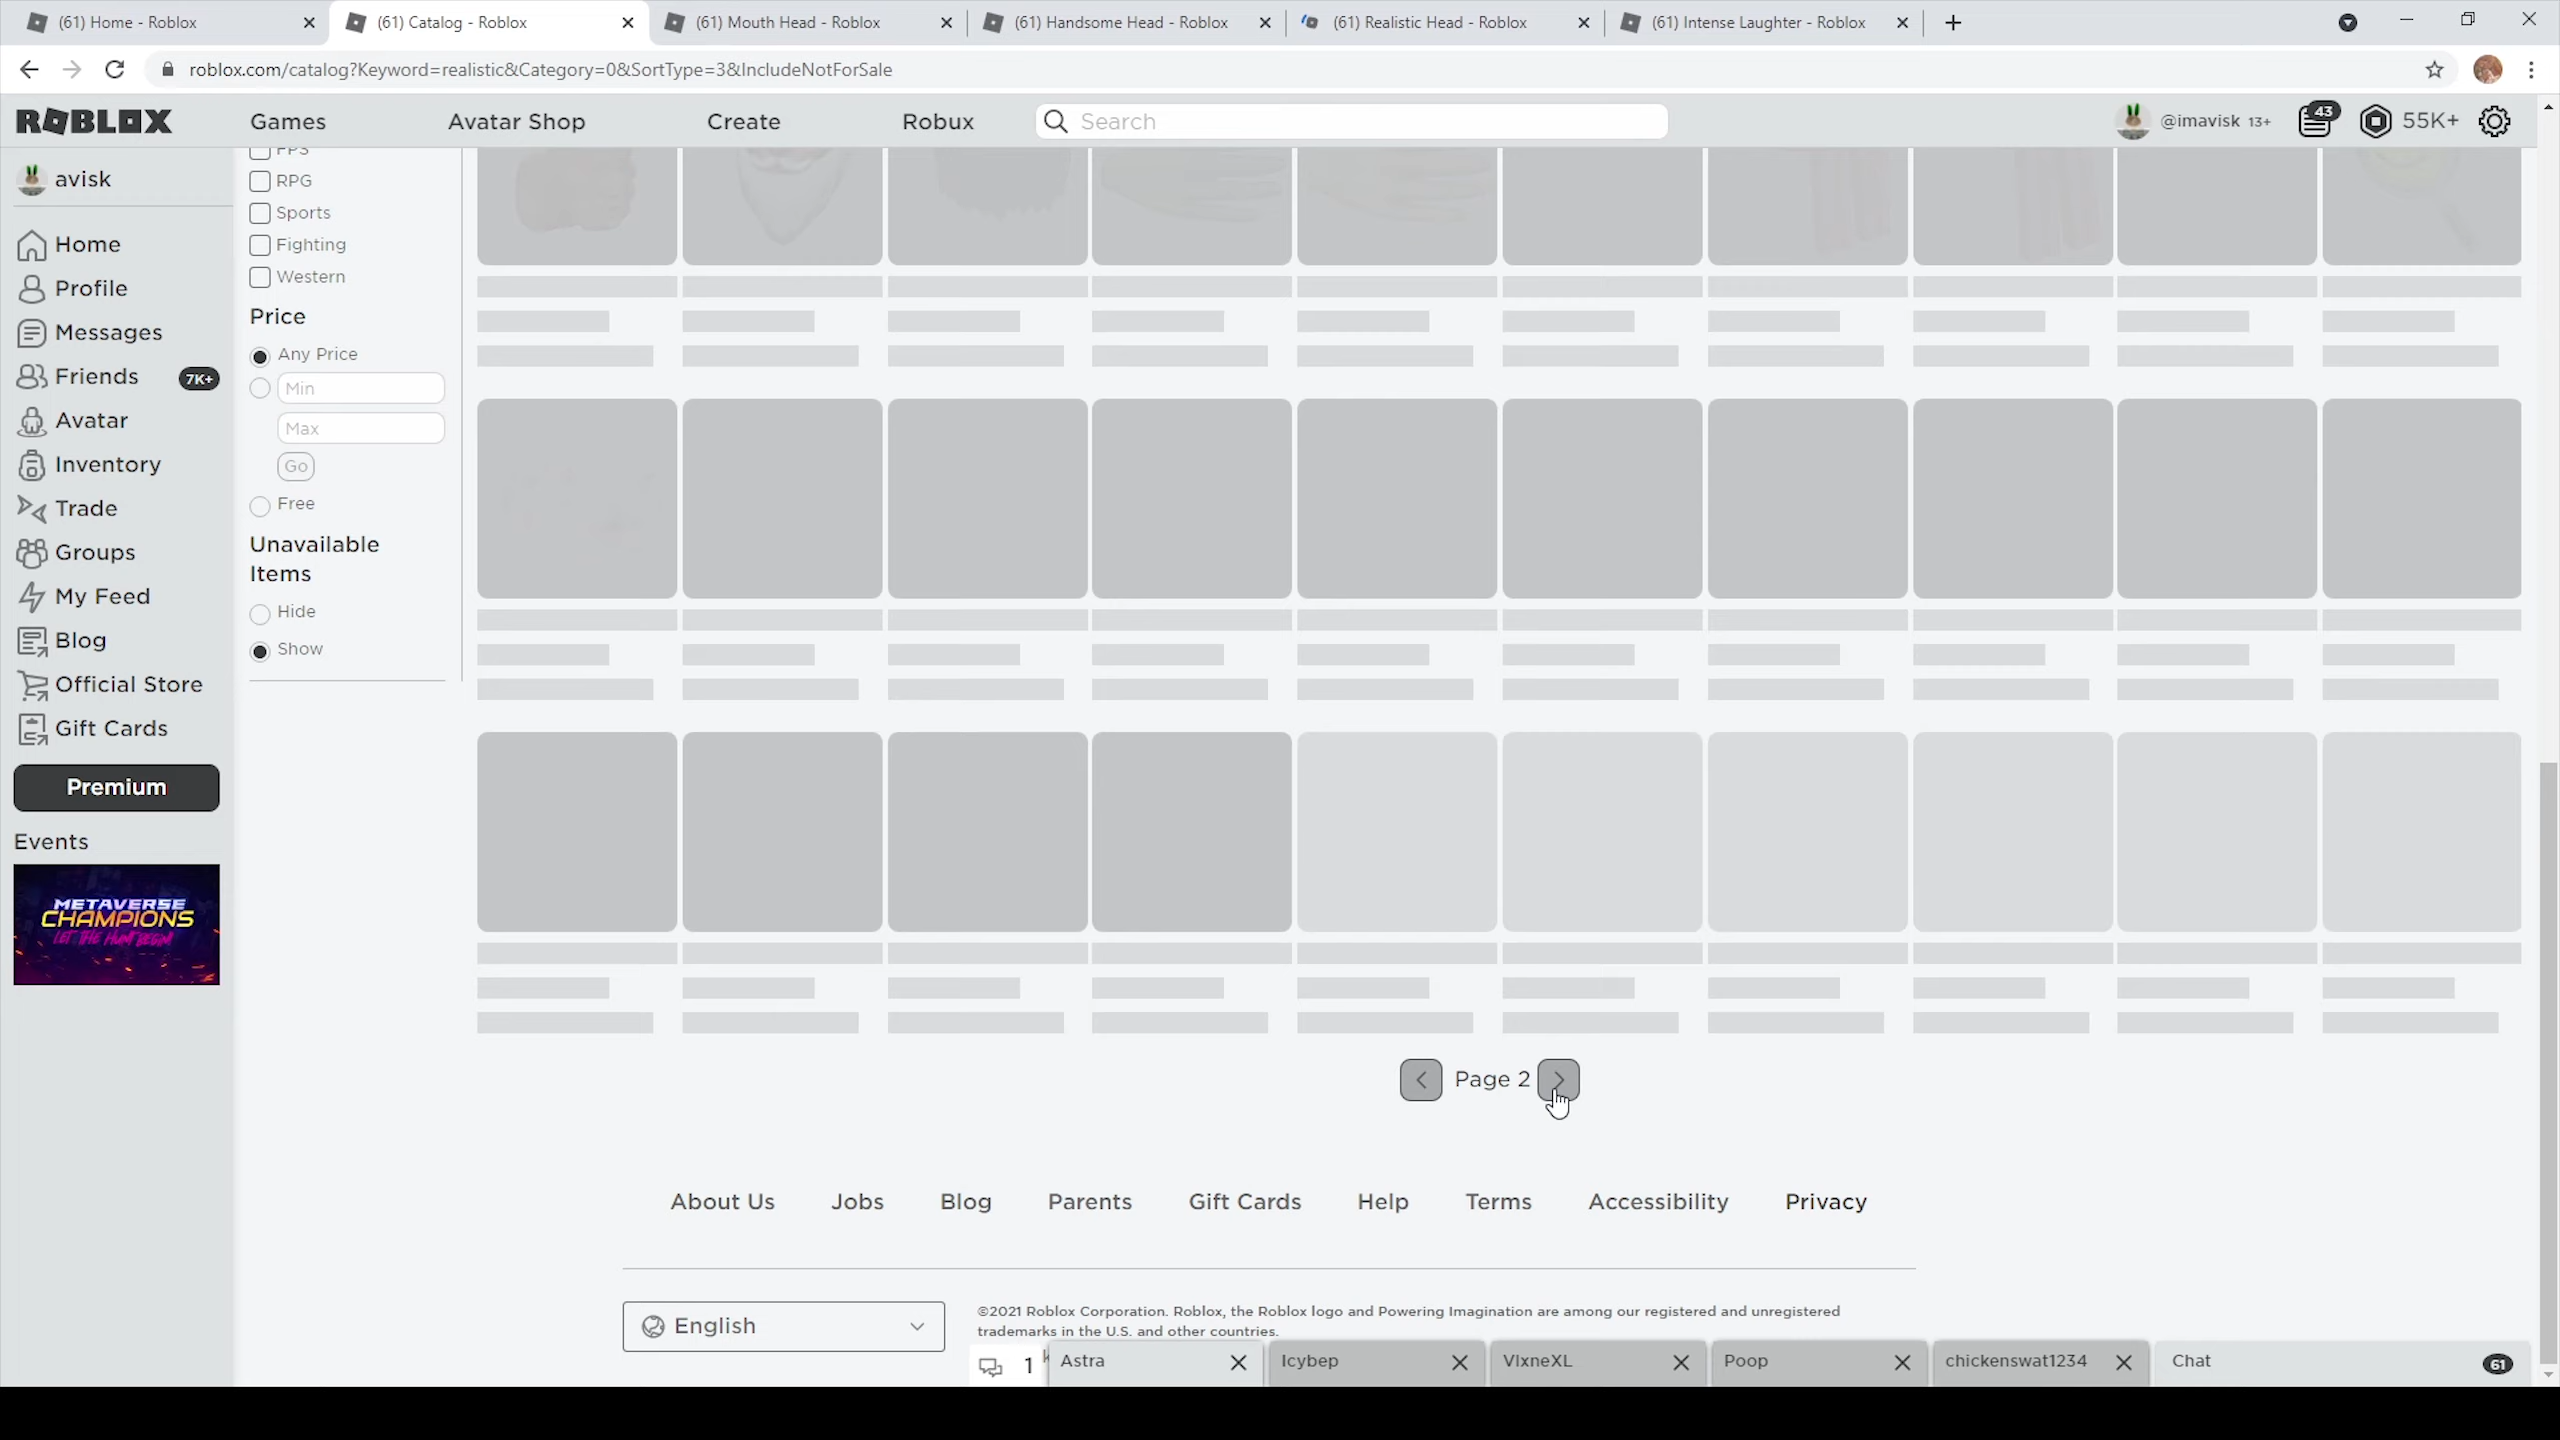 (61) Home - Roblox
(61) Catalog - Roblox
(61) Mouth Head - Roblox
(61) Handsome Head - Roblox
(61) Realistic Head - Roblox
(61) Intense Laughter - Roblox
roblox.com/catalog?Keyword=realistic&Category=0&SortType=3&IncludeNotForSale
ROBLOX
Games
Avatar Shop
Create
Robux
Search
@imavisk 13+
43
55K+
avisk
Home
Profile
Messages
Friends
7K+
Avatar
Inventory
Trade
Groups
My Feed
Blog
Official Store
Gift Cards
Premium
Events
METAVERSE
CHAMPIONS
LET THE HUNT BEGIN!
FPS
RPG
Sports
Fighting
Western
Price
Any Price
Min
Max
Go
Free
Unavailable
Items
Hide
Show
Page 2
About Us
Jobs
Blog
Parents
Gift Cards
Help
Terms
Accessibility
Privacy
English
©2021 Roblox Corporation. Roblox, the Roblox logo and Powering Imagination are among our registered and unregistered
trademarks in the U.S. and other countries.
1
Astra
Icybep
VlxneXL
Poop
chickenswat1234
Chat
61